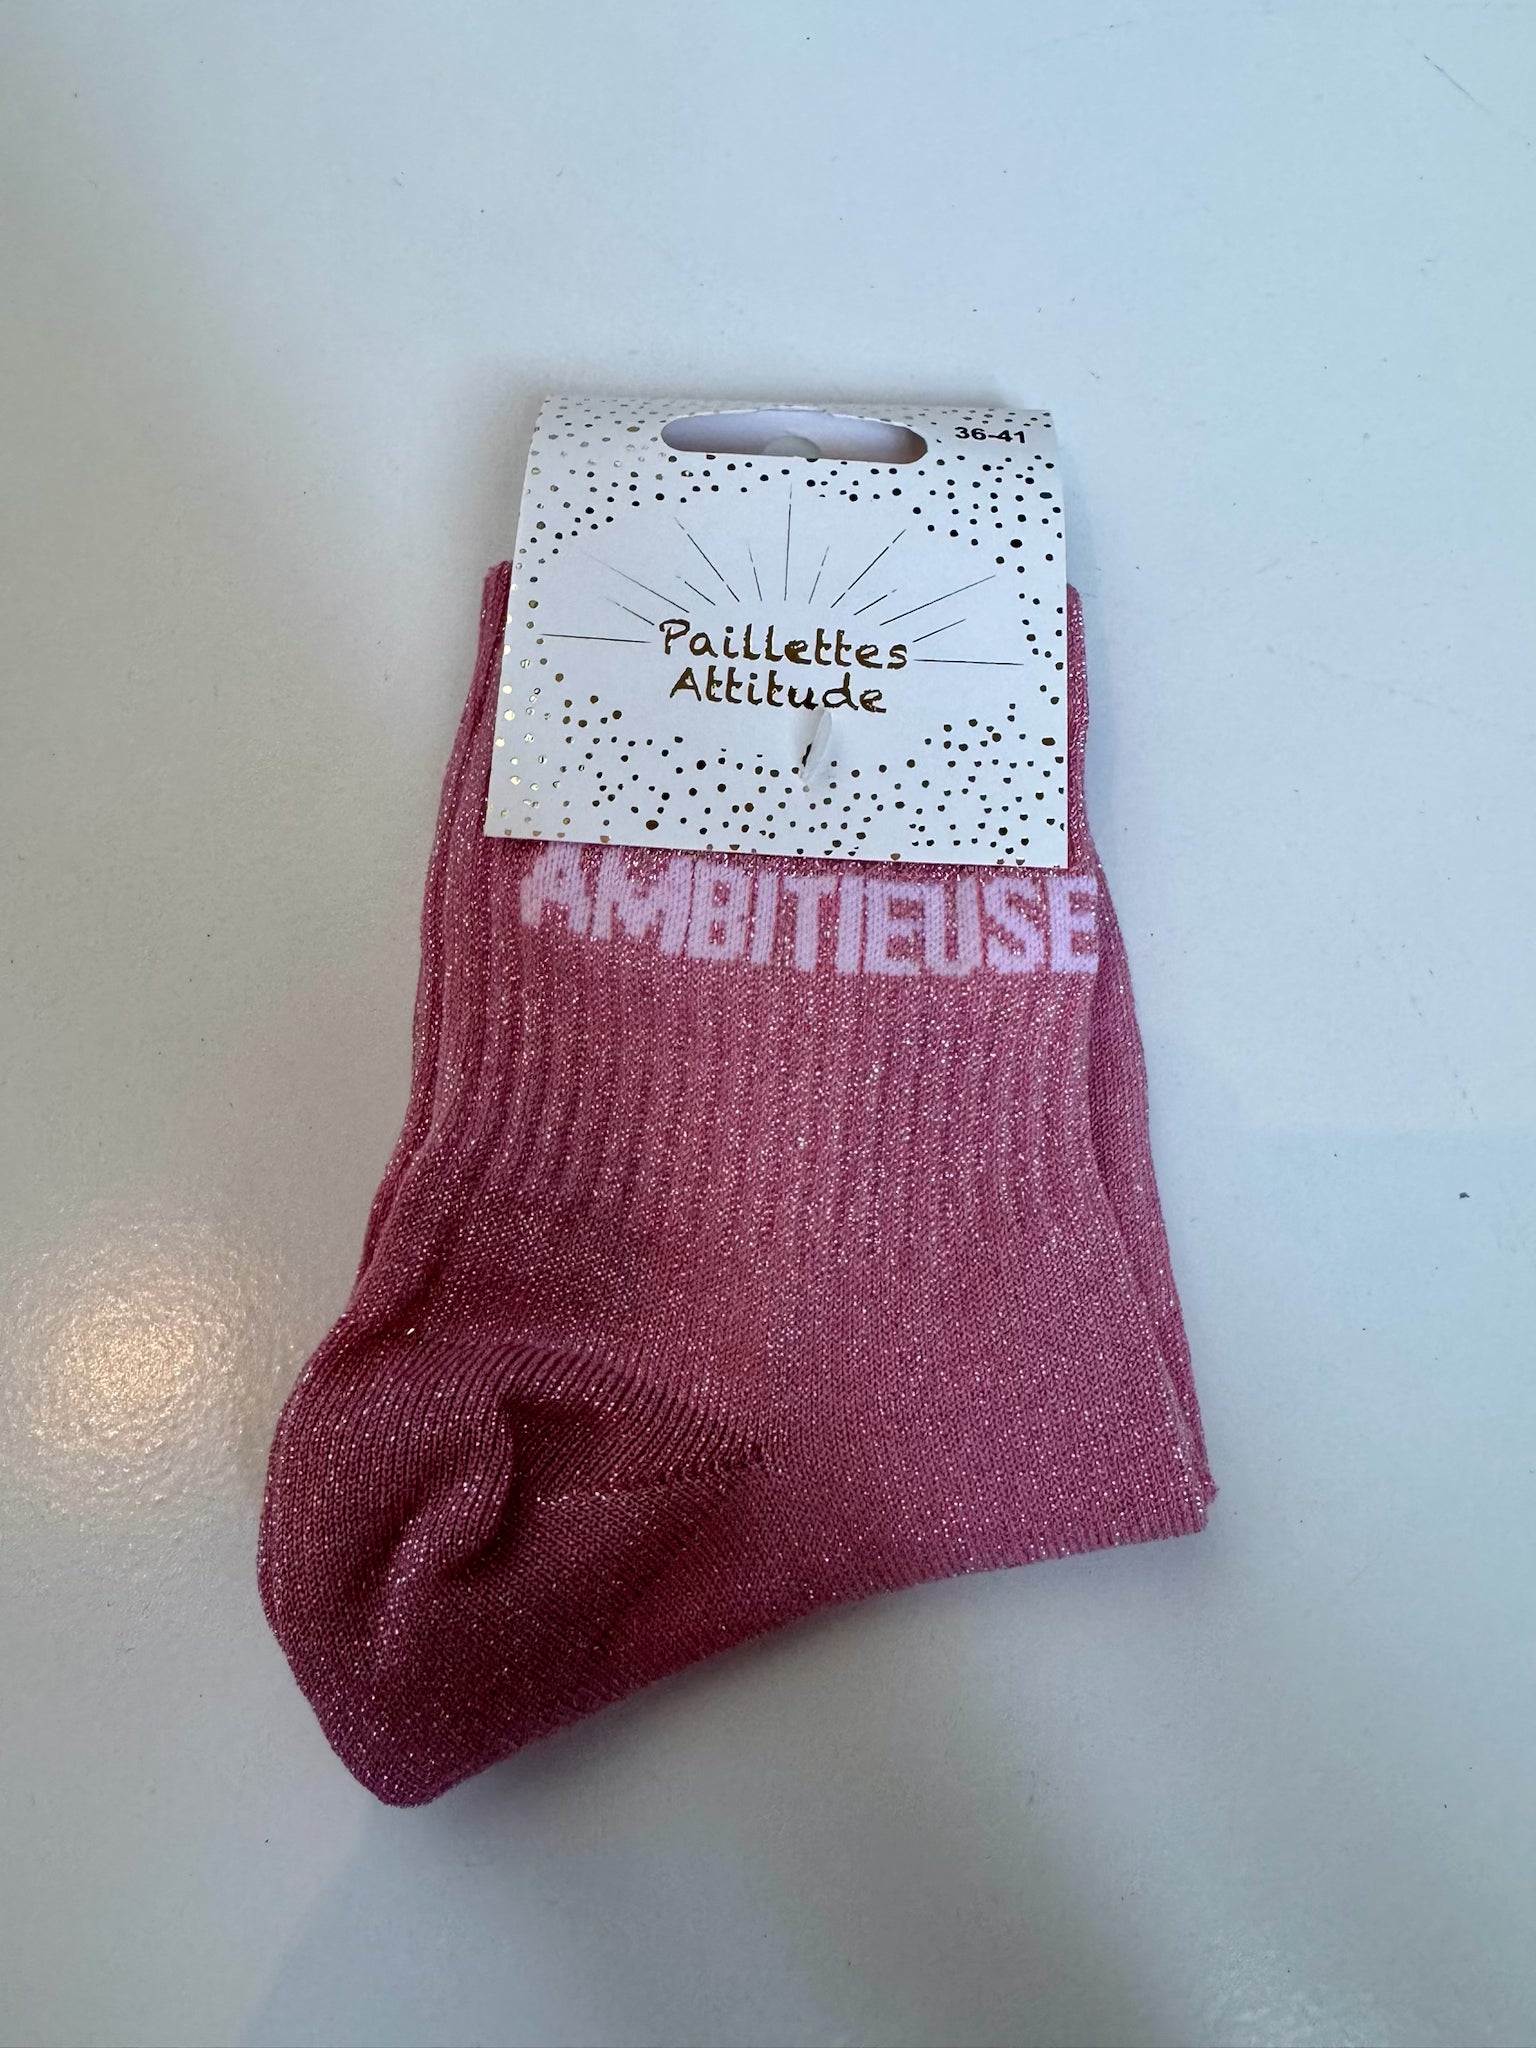 36-41
Paillettes
Attitude
AMBITIEUSE